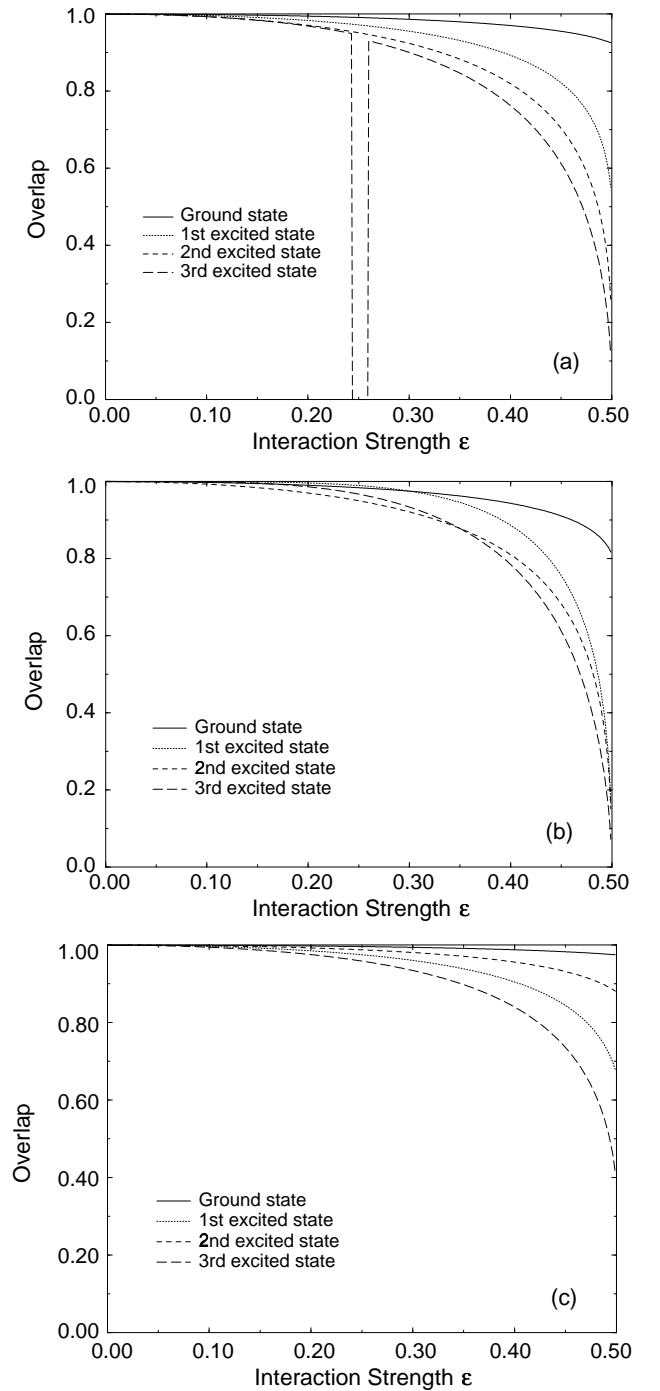 1.0
0.8
0.6
0.4
0.2
0.0
Overlap
Ground state
1st excited state
2nd excited state
3rd excited state
(a)
0.00 0.10 0.20 0.30 0.40 0.50
Interaction Strength ε
1.0
0.8
0.6
0.4
0.2
0.0
Overlap
Ground state
1st excited state
2nd excited state
3rd excited state
(b)
0.00 0.10 0.20 0.30 0.40 0.50
Interaction Strength ε
1.00
0.80
0.60
0.40
0.20
0.00
Overlap
Ground state
1st excited state
2nd excited state
3rd excited state
(c)
0.00 0.10 0.20 0.30 0.40 0.50
Interaction Strength ε